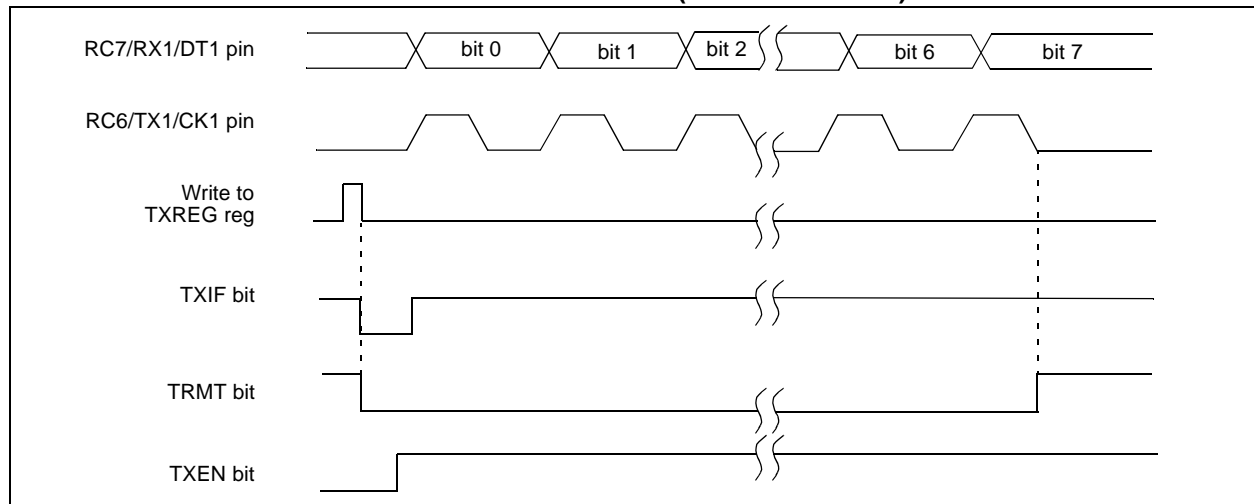 RC7/RX1/DT1 pin
bit 0
bit 1
bit 2
bit 6
bit 7
RC6/TX1/CK1 pin
Write to
TXREG reg
TXIF bit
TRMT bit
TXEN bit